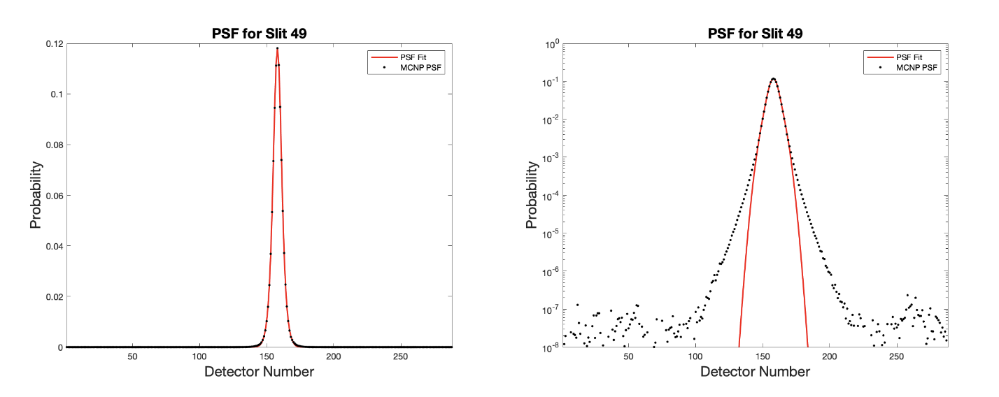 PSF for Slit 49
0.12
0.1
0.08
0.06
0.04
0.02
0
Probability
50
100
150
200
250
Detector Number
PSF Fit
MCNP PSF
PSF for Slit 49
10^0
10^-1
10^-2
10^-3
10^-4
10^-5
10^-6
10^-7
10^-8
Probability
50
100
150
200
250
Detector Number
PSF Fit
MCNP PSF